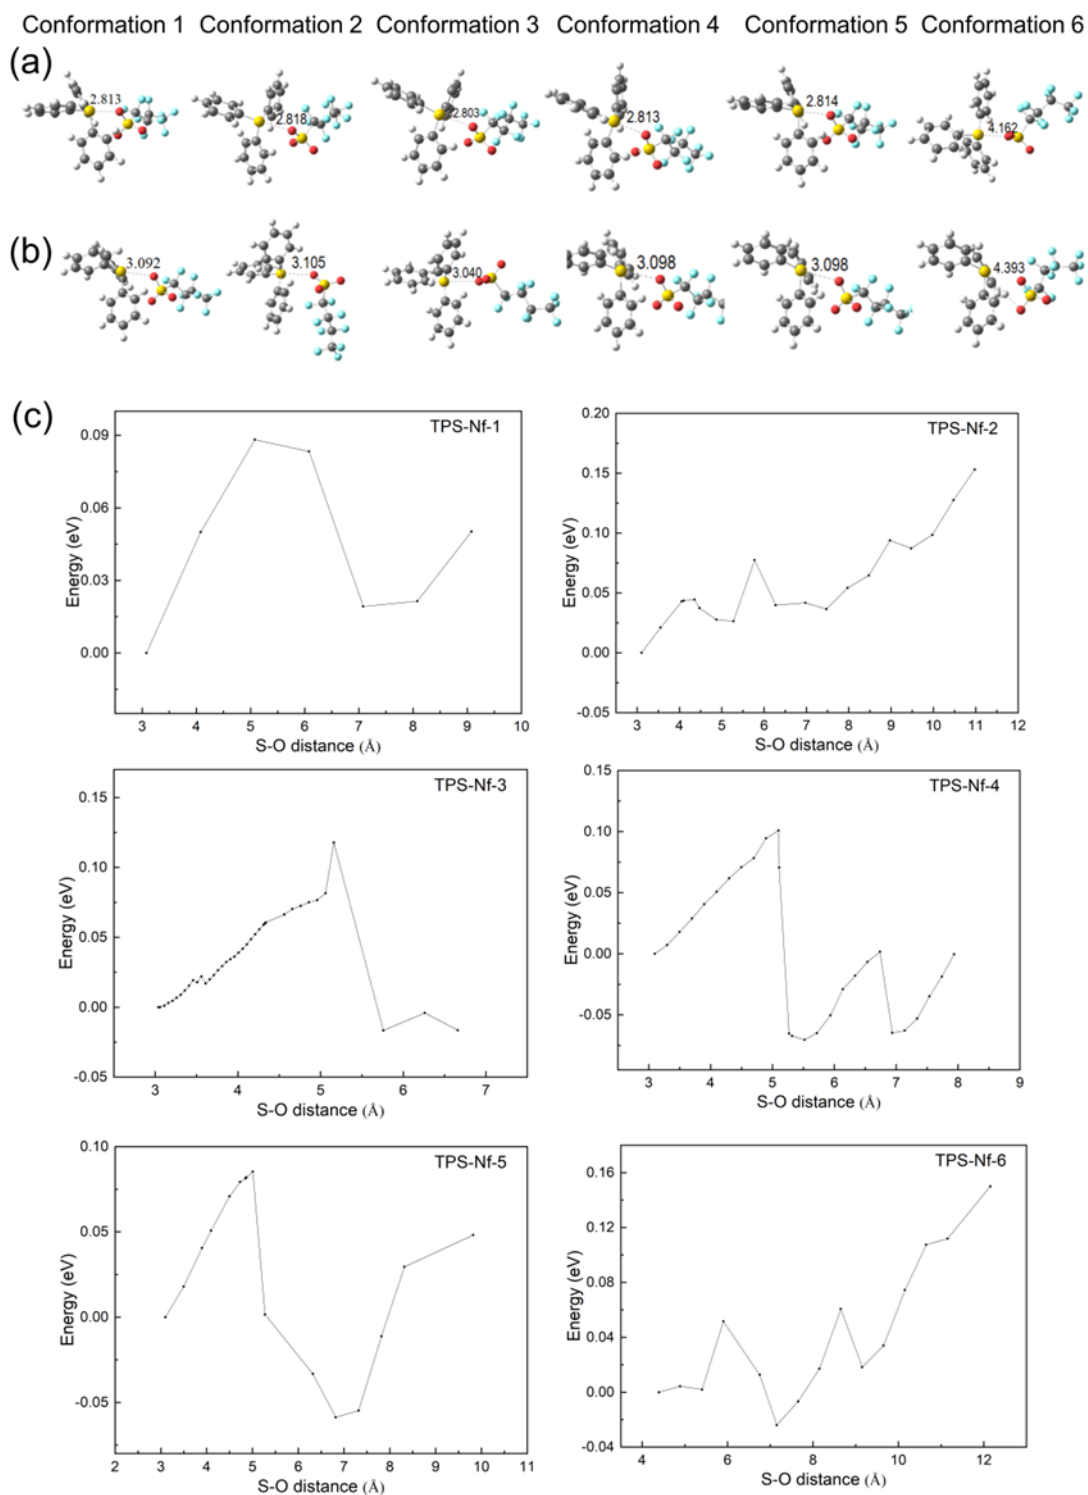 Conformation 1 Conformation 2 Conformation 3 Conformation 4 Conformation 5 Conformation 6
(a)
2.813 2.818 2.803 2.813 2.814 4.162
(b)
3.092 3.105 3.040 3.098 3.098 4.393
(c)
TPS-Nf-1
Energy (eV)
0.09
0.06
0.03
0.00
3 4 5 6 7 8 9 10
S-O distance (Å)
TPS-Nf-2
Energy (eV)
0.20
0.15
0.10
0.05
0.00
-0.05
3 4 5 6 7 8 9 10 11 12
S-O distance (Å)
TPS-Nf-3
Energy (eV)
0.15
0.10
0.05
0.00
-0.05
3 4 5 6 7
S-O distance (Å)
TPS-Nf-4
Energy (eV)
0.15
0.10
0.05
0.00
-0.05
3 4 5 6 7 8 9
S-O distance (Å)
TPS-Nf-5
Energy (eV)
0.10
0.05
0.00
-0.05
2 3 4 5 6 7 8 9 10 11
S-O distance (Å)
TPS-Nf-6
Energy (eV)
0.16
0.12
0.08
0.04
0.00
-0.04
4 6 8 10 12
S-O distance (Å)